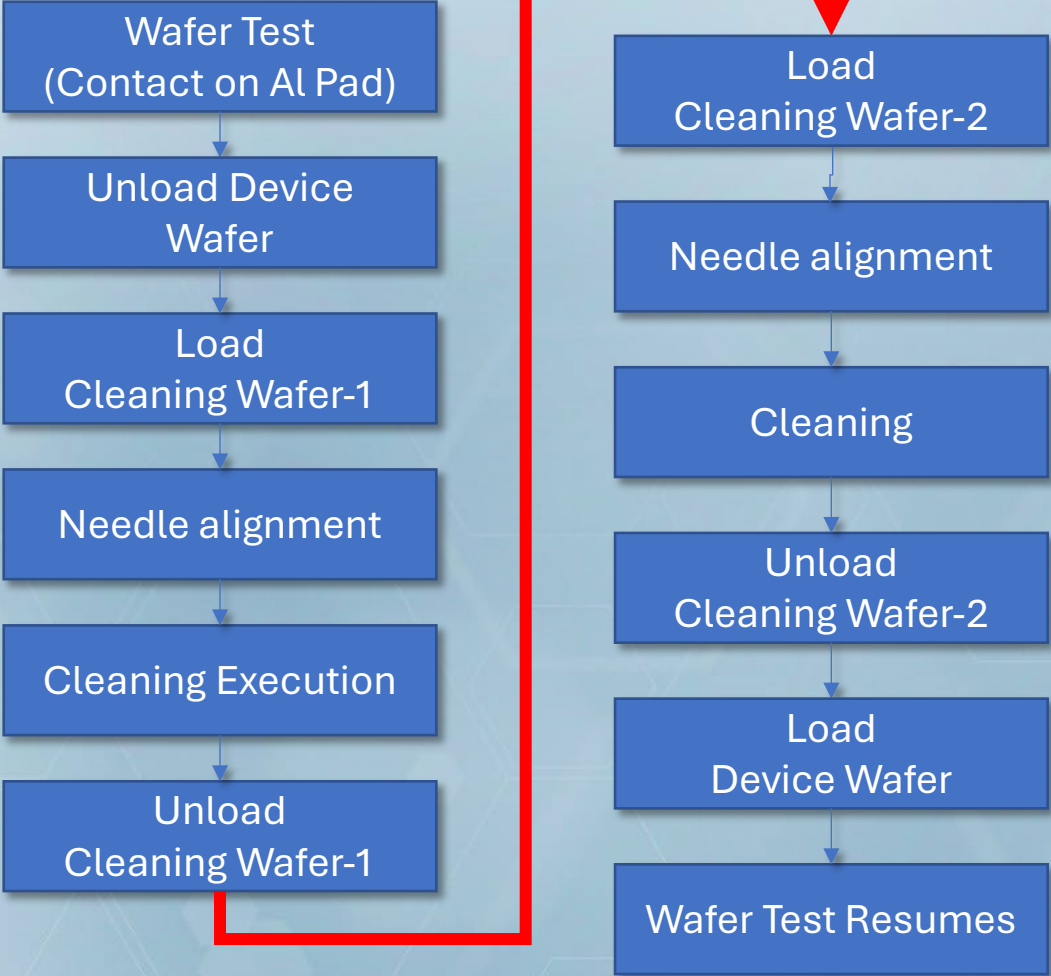 Wafer Test
(Contact on Al Pad)
Unload Device
Wafer
Load
Cleaning Wafer-1
Needle alignment
Cleaning Execution
Unload
Cleaning Wafer-1
Load
Cleaning Wafer-2
Needle alignment
Cleaning
Unload
Cleaning Wafer-2
Load
Device Wafer
Wafer Test Resumes